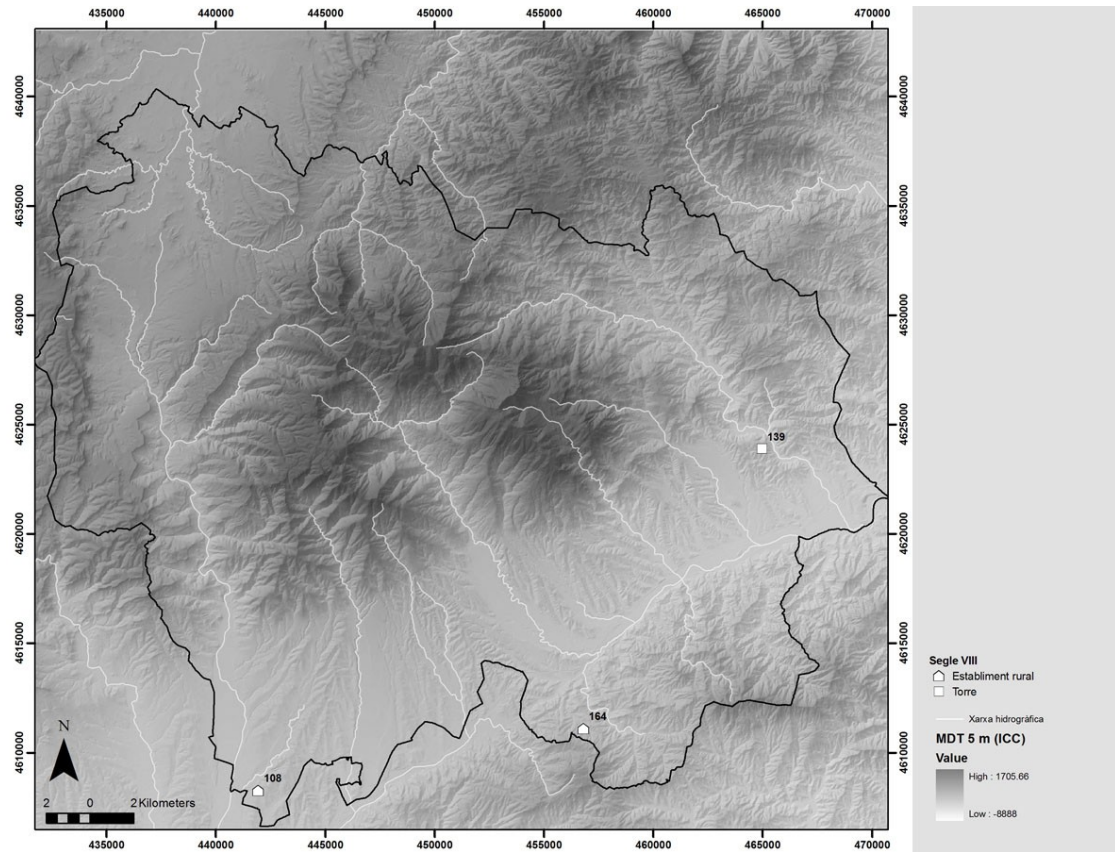 435000 440000 445000 450000 455000 460000 465000 470000
4640000 4640000
4635000 4635000
4630000 4630000
4625000 4625000
139
4620000 4620000
4615000 4615000
164
4610000 4610000
108
N
2 0 2 Kilometers
435000 440000 445000 450000 455000 460000 465000 470000
Segle VIII
Establiment rural
Torre
Xarxa hidrogràfica
MDT 5 m (ICC)
Value
High : 1705.66
Low : -8888